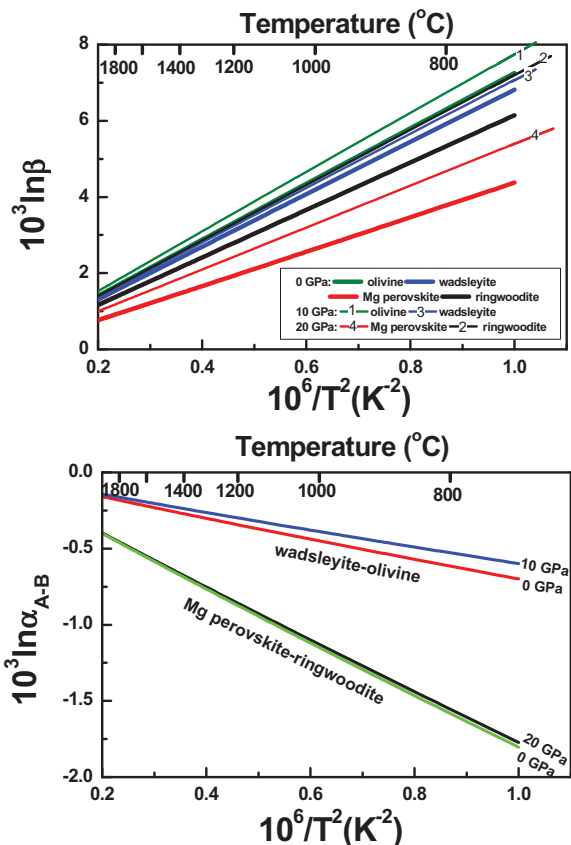 Temperature (°C)
1800 1400 1200 1000 800
8
6
4
2
0
10³lnβ
1
2
3
4
0 GPa: olivine wadsleyite
Mg perovskite ringwoodite
10 GPa: 1 olivine 3 wadsleyite
20 GPa: 4 Mg perovskite 2 ringwoodite
0.2 0.4 0.6 0.8 1.0
10⁶/T²(K⁻²)
Temperature (°C)
1800 1400 1200 1000 800
0.0
-0.5
-1.0
-1.5
-2.0
10³lnα A-B
wadsleyite-olivine
10 GPa
0 GPa
Mg perovskite-ringwoodite
20 GPa
0 GPa
0.2 0.4 0.6 0.8 1.0
10⁶/T²(K⁻²)